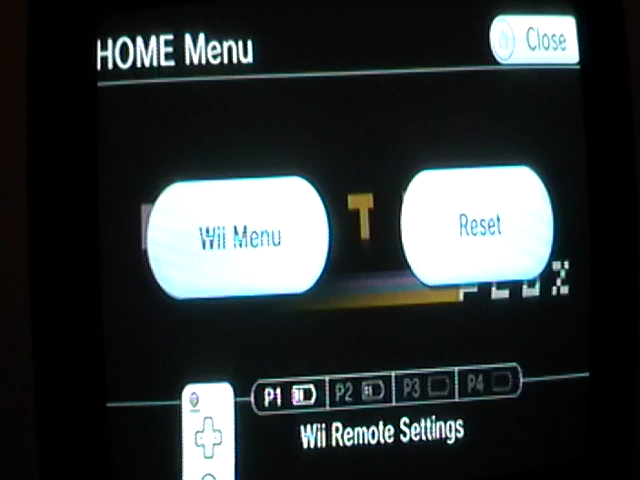 HOME Menu
Close
Wii Menu
T
Reset
P1 P2 P3 P4
Wii Remote Settings